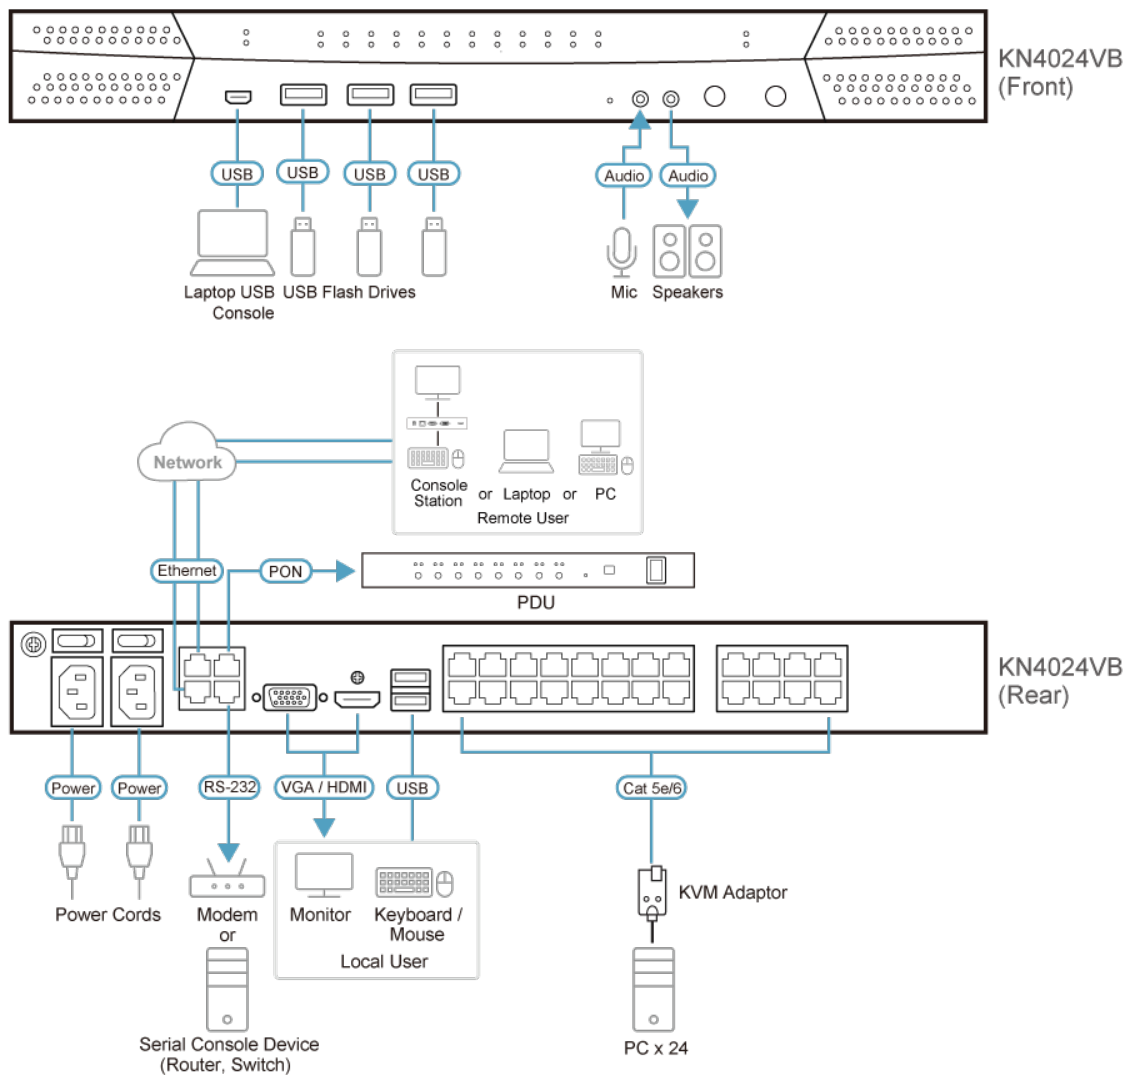 KN4024VB
(Front)
USB
USB
USB
USB
Audio
Audio
Laptop USB
Console
USB Flash Drives
Mic
Speakers
Network
Console
Station
or
Laptop
or
PC
Remote User
Ethernet
PON
PDU
KN4024VB
(Rear)
Power
Power
RS-232
VGA / HDMI
USB
Cat 5e/6
Power Cords
Modem
or
Monitor
Keyboard /
Mouse
Local User
KVM Adaptor
Serial Console Device
(Router, Switch)
PC x 24